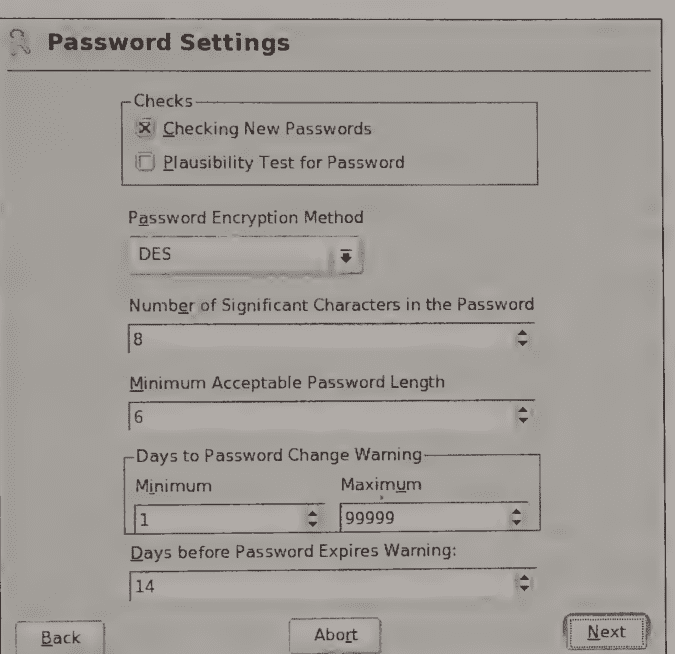 Password Settings
Checks
Checking New Passwords
Plausibility Test for Password
Password Encryption Method
DES
Number of Significant Characters in the Password
8
Minimum Acceptable Password Length
6
Days to Password Change Warning
Minimum Maximum
1 99999
Days before Password Expires Warning:
14
Back Abort Next